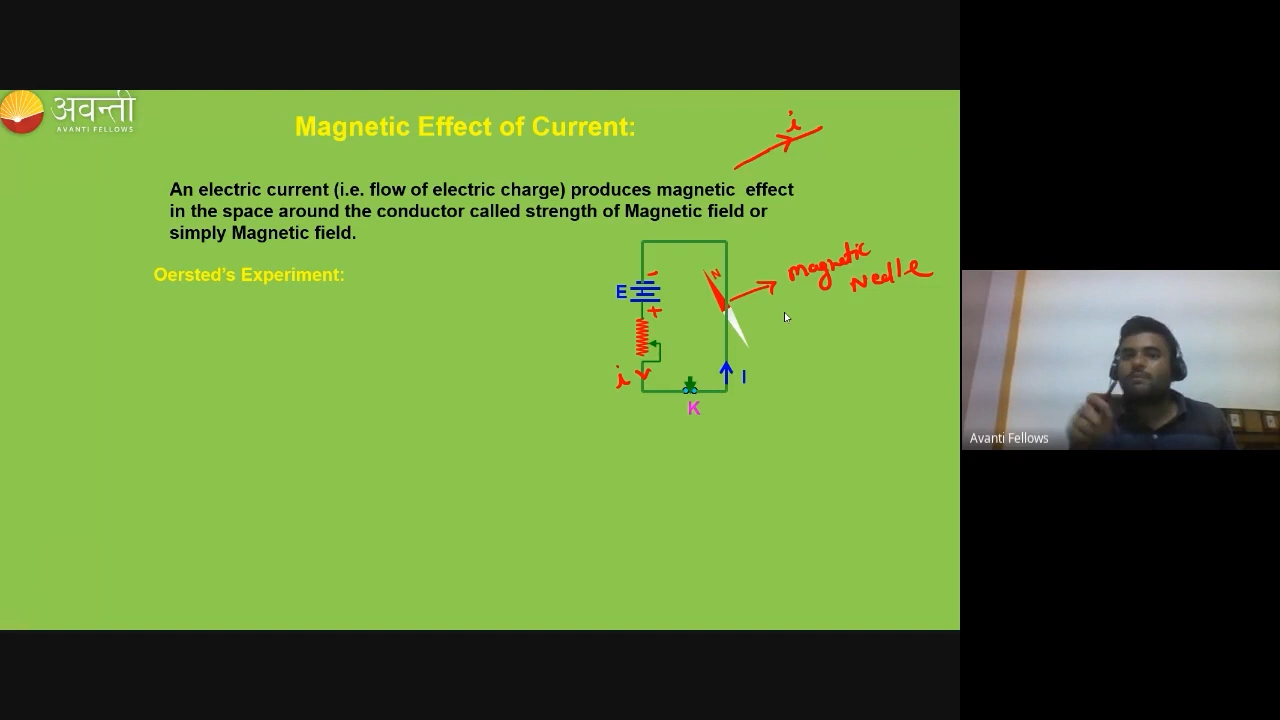 अवन्ती
AVANTI FELLOWS
Magnetic Effect of Current:
i
An electric current (i.e. flow of electric charge) produces magnetic effect
in the space around the conductor called strength of Magnetic field or
simply Magnetic field.
Oersted's Experiment:
magnetic
Needle
N
-
E
+
i
I
K
Avanti Fellows